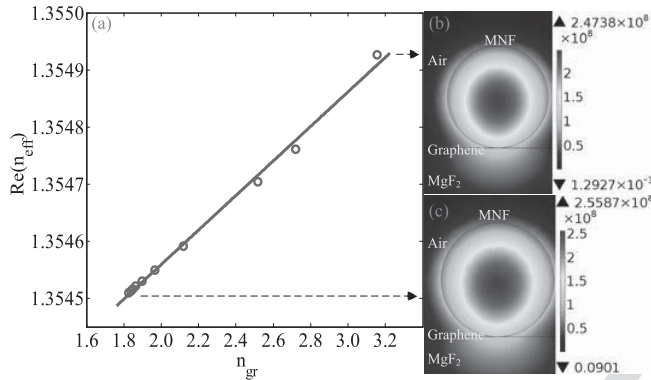 (a)
1.3550
1.3549
1.3548
1.3547
1.3546
1.3545
Re(n_eff)
1.6 1.8 2.0 2.2 2.4 2.6 2.8 3.0 3.2
n_gr
(b)
MNF
Air
Graphene
MgF₂
▲ 2.4738×10⁸
×10⁸
2
1.5
1
0.5
▼ 1.2927×10⁻³
(c)
MNF
Air
Graphene
MgF₂
▲ 2.5587×10⁸
×10⁸
2.5
2
1.5
1
0.5
▼ 0.0901